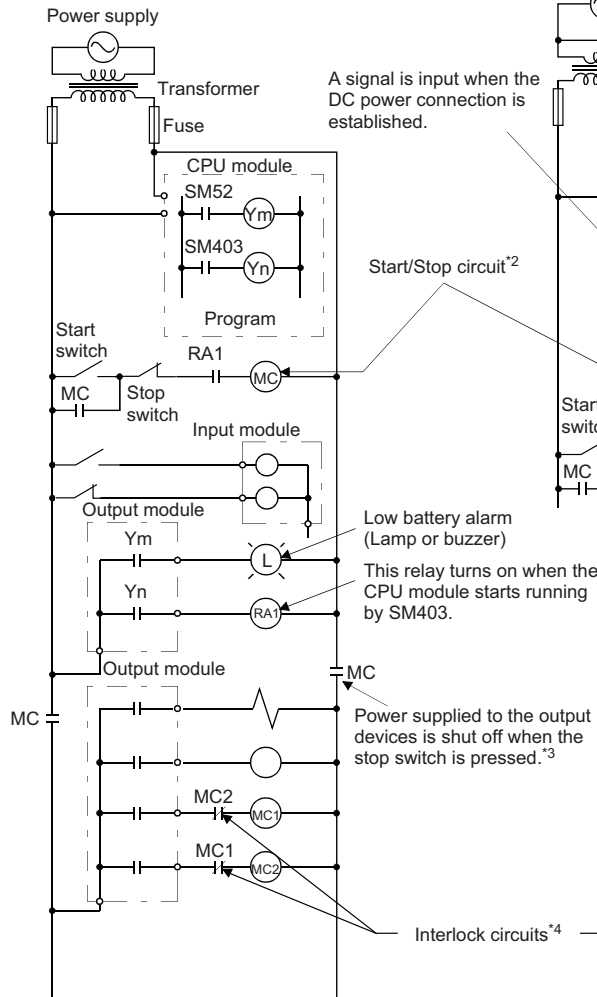 Power supply
Transformer
Fuse
A signal is input when the
DC power connection is
established.
CPU module
SM52
Ym
SM403
Yn
Program
Start/Stop circuit*2
Start
switch
RA1
MC
MC
Stop
switch
Start
switc
MC
Input module
Output module
Ym
L
Low battery alarm
(Lamp or buzzer)
Yn
RA1
This relay turns on when the
CPU module starts running
by SM403.
Output module
MC
MC
Power supplied to the output
devices is shut off when the
stop switch is pressed.*3
MC2
MC1
MC1
MC2
Interlock circuits*4